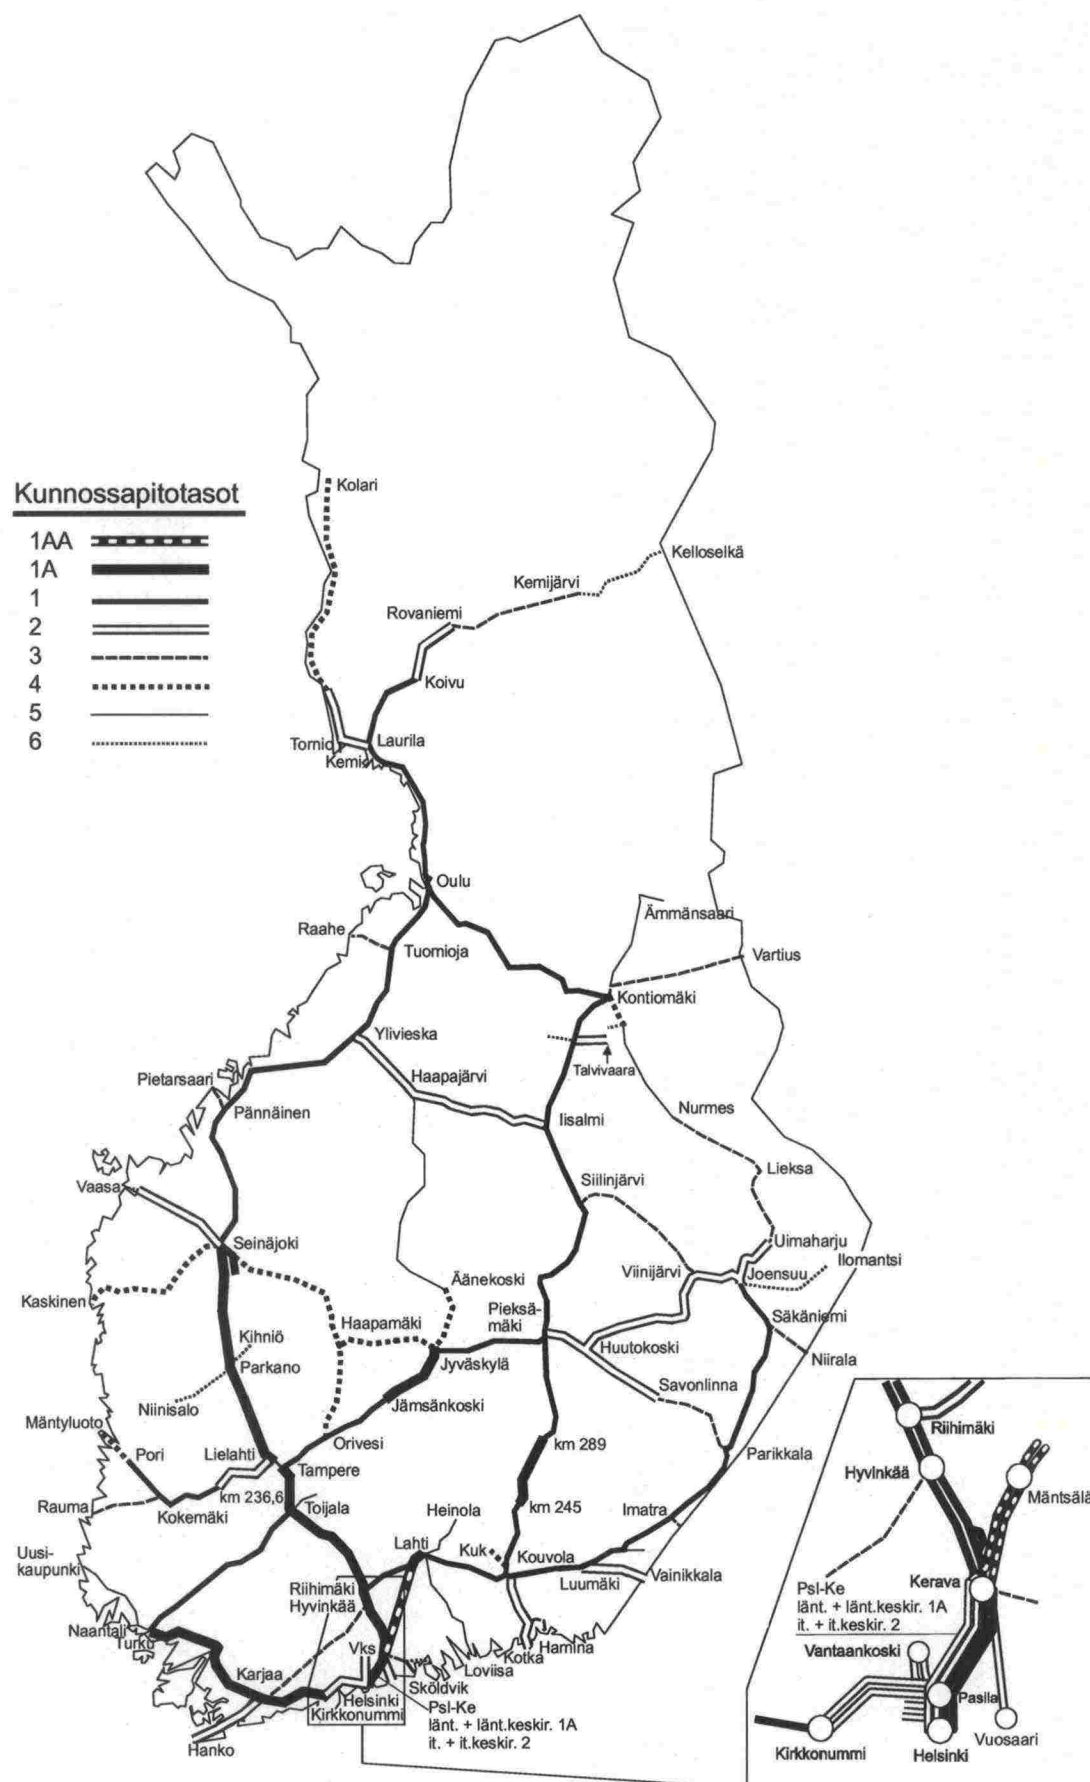 Kunnossapitotasot
1AA
1A
1
2
3
4
5
6
Kolari
Kelloselkä
Kemijärvi
Rovaniemi
Koivu
Laurila
Tornio
Kemi
Oulu
Ämmänsaari
Raahe
Tuomioja
Vartius
Kontiomäki
Ylivieska
Haapajärvi
Talvivaara
Pietarsaari
Pännäinen
Iisalmi
Nurmes
Lieksa
Vaasa
Siilinjärvi
Seinäjoki
Uimaharju
Ilomantsi
Viinijärvi
Joensuu
Kaskinen
Äänekoski
Pieksä-
mäki
Säkäniemi
Haapamäki
Kihniö
Parkano
Jyväskylä
Huutokoski
Niirala
Savonlinna
Niinisalo
Jämsänkoski
Mäntyluoto
Pori
Lielahti
Orivesi
km 289
Parikkala
Tampere
km 236,6
Rauma
Kokemäki
Toijala
Heinola
km 245
Imatra
Uusi-
kaupunki
Lahti
Kuk
Kouvola
Luumäki
Vainikkala
Riihimäki
Hyvinkää
Naantali
Turku
Vks
Hamina
Kotka
Loviisa
Karjaa
Sköldvik
Helsinki
Kirkkonummi
Psl-Ke
länt. + länt.keskir. 1A
it. + it.keskir. 2
Hanko
Riihimäki
Hyvinkää
Mäntsälä
Kerava
Psl-Ke
länt. + länt.keskir. 1A
it. + it.keskir. 2
Vantaankoski
Pasila
Kirkkonummi
Helsinki
Vuosaari